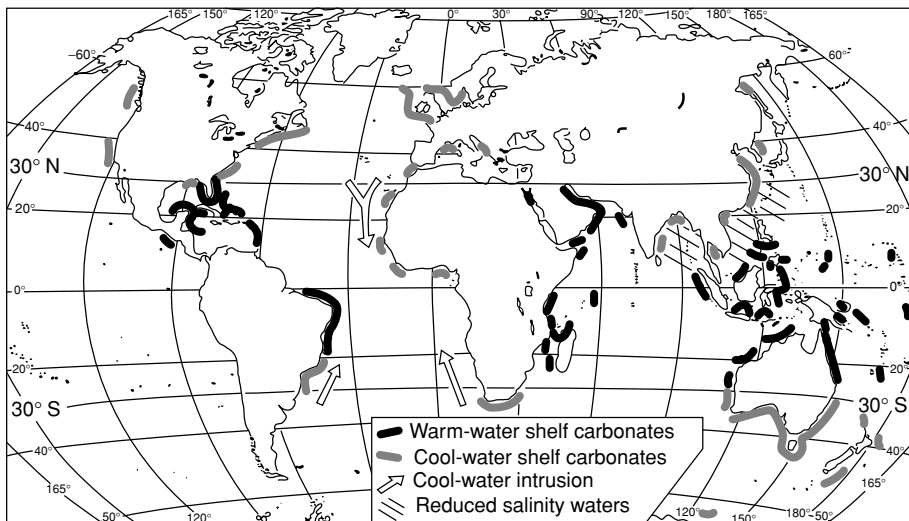 165° 150° 120° 0° 30° 90° 120° 150° 180° 165°
–60° 60°
40° 40°
30° N 30° N
20° 20°
0° 0°
20° 20°
30° S 30° S
40° 40°
Warm-water shelf carbonates
Cool-water shelf carbonates
Cool-water intrusion
Reduced salinity waters
165° 165°
150° 120° 120° 150° 180° 50°